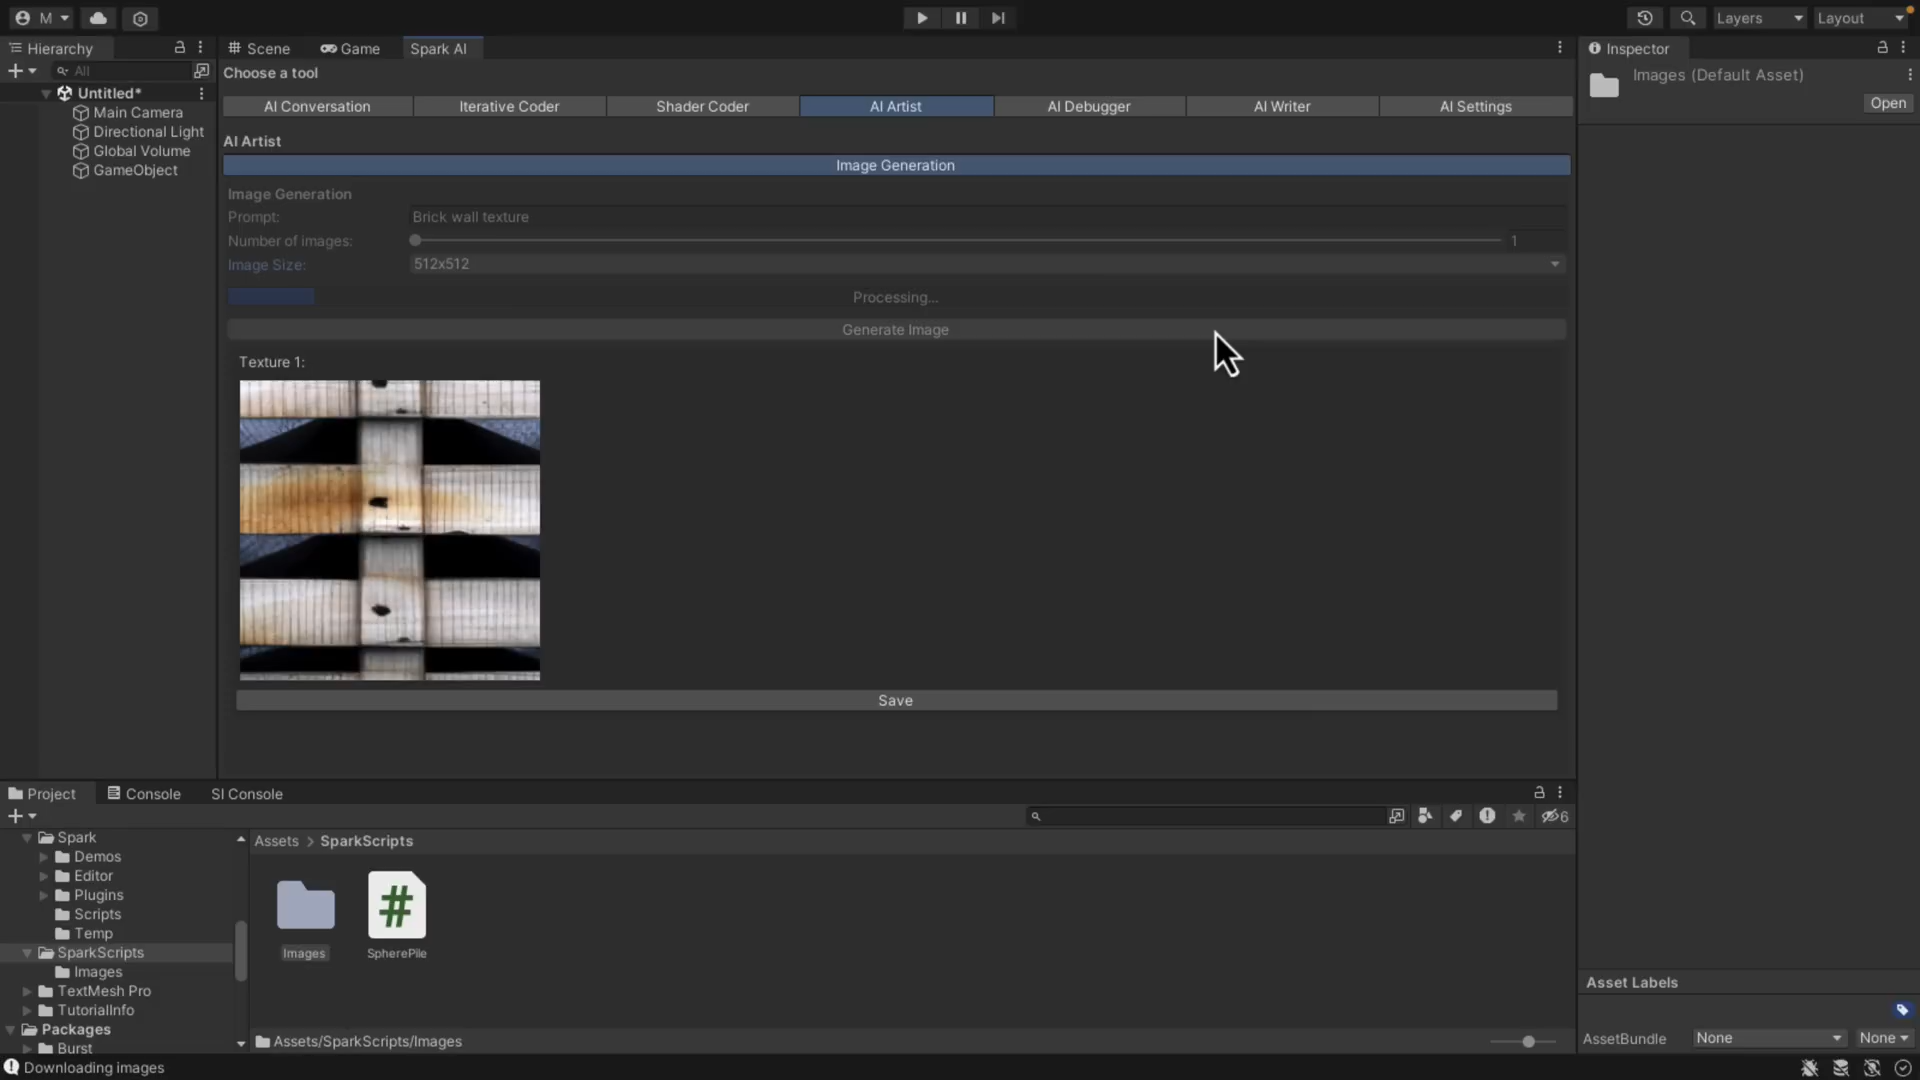 M
Layers
Layout
Hierarchy
Scene
Game
Spark AI
Inspector
All
Choose a tool
Images (Default Asset)
Open
Untitled*
Main Camera
Directional Light
Global Volume
GameObject
AI Conversation
Iterative Coder
Shader Coder
AI Artist
AI Debugger
AI Writer
AI Settings
AI Artist
Image Generation
Image Generation
Prompt: Brick wall texture
Number of images: 1
Image Size: 512x512
Processing...
Generate Image
Texture 1:
Save
Project
Console
SI Console
6
Spark
Demos
Editor
Plugins
Scripts
Temp
SparkScripts
Images
TextMesh Pro
TutorialInfo
Packages
Burst
Assets > SparkScripts
#
Images
SpherePile
Assets/SparkScripts/Images
Asset Labels
AssetBundle None None
Downloading images